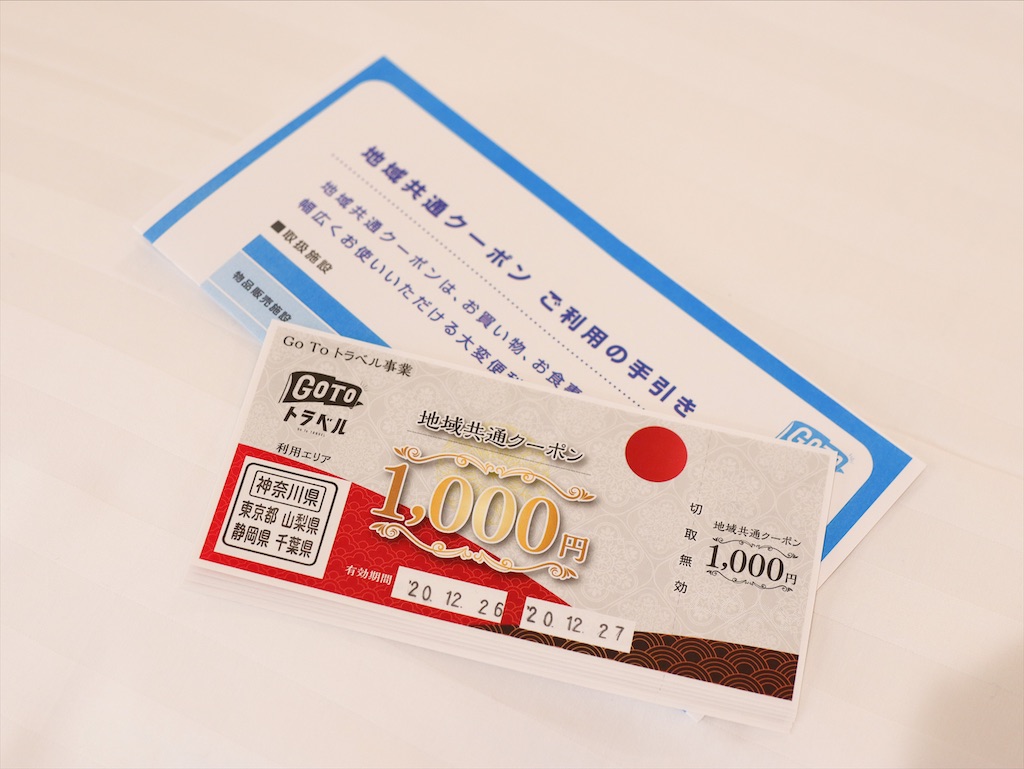 地域共通クーポン ご利用の手引き
地域共通クーポンは、お買い物、お食事
幅広くお使いいただける大変便利
■取扱施設
物品販売施設
GOTO
Go To トラベル事業
GOTO
トラベル
地域共通クーポン
1,000円
利用エリア
神奈川県
東京都 山梨県
静岡県 千葉県
有効期間
'20.12.26
'20.12.27
切取無効
地域共通クーポン
1,000円